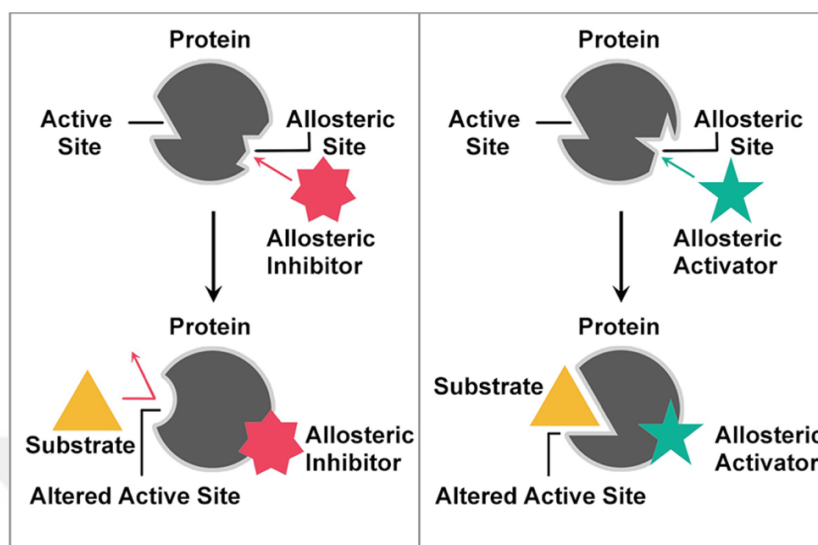 Protein
Active
Site
Allosteric
Site
Allosteric
Inhibitor
Protein
Substrate
Allosteric
Inhibitor
Altered Active Site
Protein
Active
Site
Allosteric
Site
Allosteric
Activator
Protein
Substrate
Allosteric
Activator
Altered Active Site